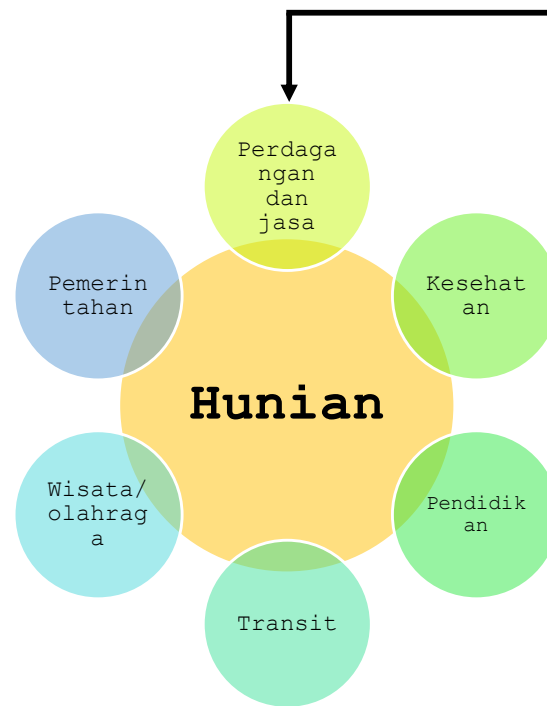 Perdaga
ngan
dan
jasa
Pemerin
tahan
Kesehat
an
Hunian
Wisata/
olahrag
a
Pendidik
an
Transit